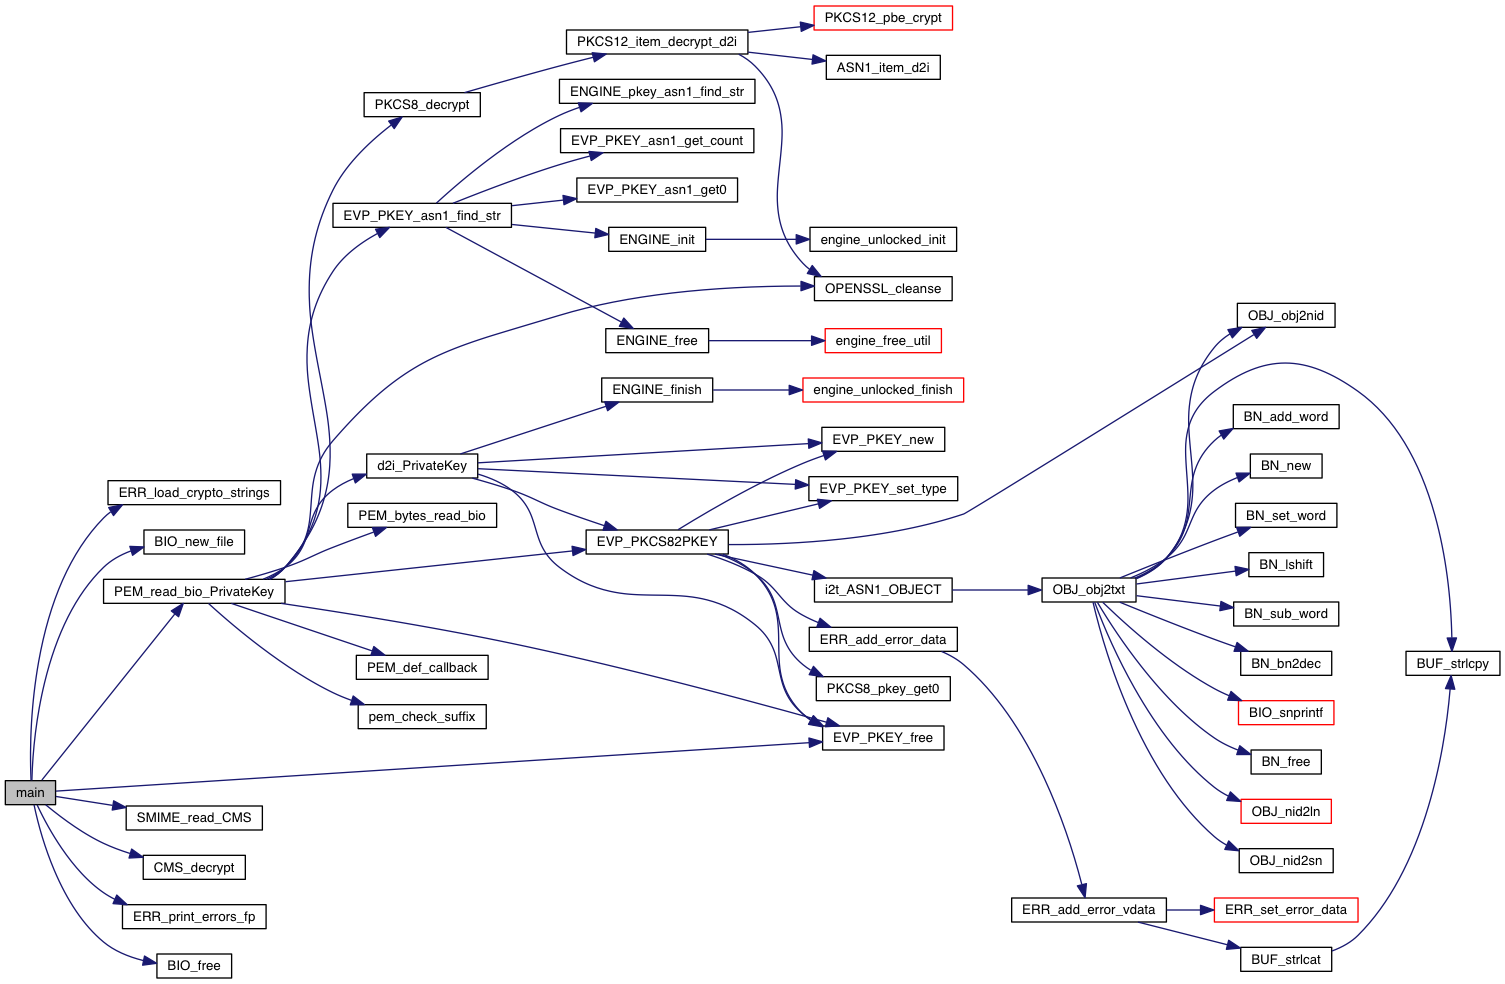 PKCS12_pbe_crypt
PKCS12_item_decrypt_d2i
ASN1_item_d2i
ENGINE_pkey_asn1_find_str
PKCS8_decrypt
EVP_PKEY_asn1_get_count
EVP_PKEY_asn1_get0
EVP_PKEY_asn1_find_str
ENGINE_init
engine_unlocked_init
OPENSSL_cleanse
OBJ_obj2nid
ENGINE_free
engine_free_util
ENGINE_finish
engine_unlocked_finish
BN_add_word
EVP_PKEY_new
d2i_PrivateKey
BN_new
EVP_PKEY_set_type
ERR_load_crypto_strings
PEM_bytes_read_bio
BN_set_word
BIO_new_file
EVP_PKCS82PKEY
BN_lshift
PEM_read_bio_PrivateKey
i2t_ASN1_OBJECT
OBJ_obj2txt
BN_sub_word
ERR_add_error_data
PEM_def_callback
BN_bn2dec
BUF_strlcpy
PKCS8_pkey_get0
pem_check_suffix
BIO_snprintf
EVP_PKEY_free
BN_free
main
OBJ_nid2ln
SMIME_read_CMS
CMS_decrypt
OBJ_nid2sn
ERR_print_errors_fp
ERR_add_error_vdata
ERR_set_error_data
BIO_free
BUF_strlcat